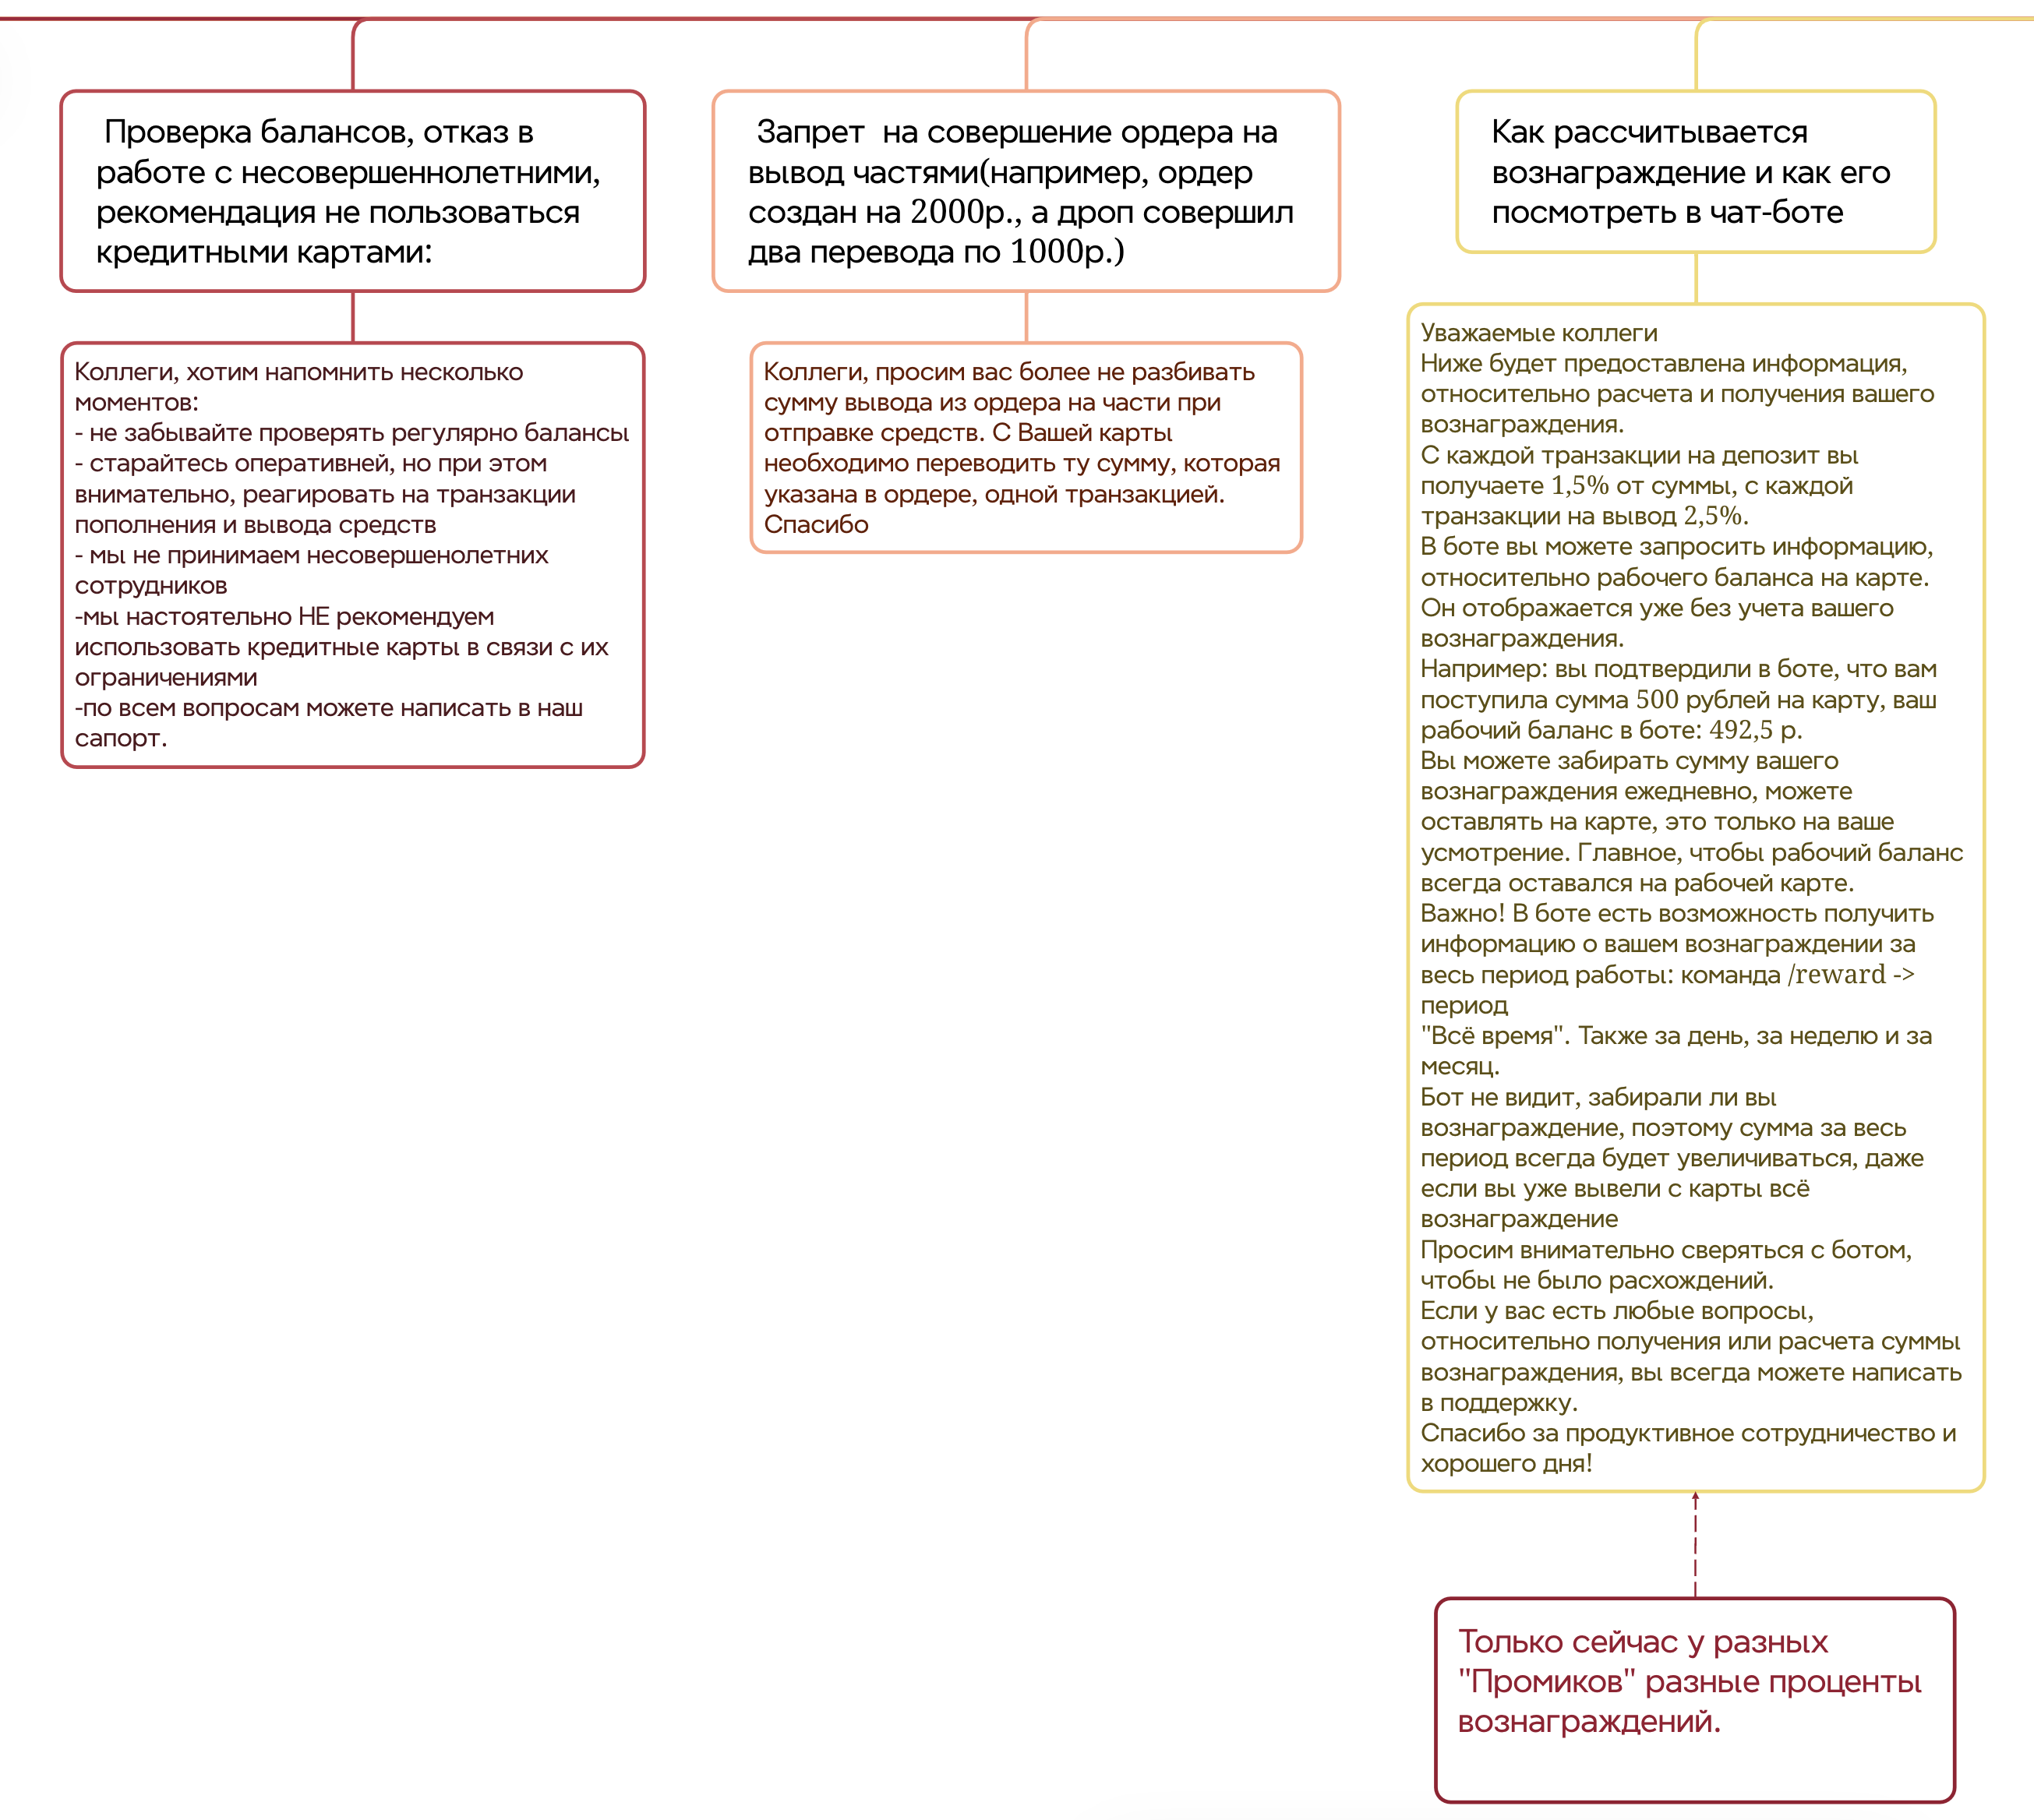 Проверка балансов, отказ в
работе с несовершеннолетними,
рекомендация не пользоваться
кредитными картами:
Коллеги, хотим напомнить несколько
моментов:
- не забывайте проверять регулярно балансы
- старайтесь оперативней, но при этом
внимательно, реагировать на транзакции
пополнения и вывода средств
- мы не принимаем несовершенолетних
сотрудников
-мы настоятельно НЕ рекомендуем
использовать кредитные карты в связи с их
ограничениями
-по всем вопросам можете написать в наш
сапорт.
Запрет  на совершение ордера на
вывод частями(например, ордер
создан на 2000р., а дроп совершил
два перевода по 1000р.)
Коллеги, просим вас более не разбивать
сумму вывода из ордера на части при
отправке средств. С Вашей карты
необходимо переводить ту сумму, которая
указана в ордере, одной транзакцией.
Спасибо
Как рассчитывается
вознаграждение и как его
посмотреть в чат-боте
Уважаемые коллеги
Ниже будет предоставлена информация,
относительно расчета и получения вашего
вознаграждения.
С каждой транзакции на депозит вы
получаете 1,5% от суммы, с каждой
транзакции на вывод 2,5%.
В боте вы можете запросить информацию,
относительно рабочего баланса на карте.
Он отображается уже без учета вашего
вознаграждения.
Например: вы подтвердили в боте, что вам
поступила сумма 500 рублей на карту, ваш
рабочий баланс в боте: 492,5 р.
Вы можете забирать сумму вашего
вознаграждения ежедневно, можете
оставлять на карте, это только на ваше
усмотрение. Главное, чтобы рабочий баланс
всегда оставался на рабочей карте.
Важно! В боте есть возможность получить
информацию о вашем вознаграждении за
весь период работы: команда /reward ->
период
"Всё время". Также за день, за неделю и за
месяц.
Бот не видит, забирали ли вы
вознаграждение, поэтому сумма за весь
период всегда будет увеличиваться, даже
если вы уже вывели с карты всё
вознаграждение
Просим внимательно сверяться с ботом,
чтобы не было расхождений.
Если у вас есть любые вопросы,
относительно получения или расчета суммы
вознаграждения, вы всегда можете написать
в поддержку.
Спасибо за продуктивное сотрудничество и
хорошего дня!
Только сейчас у разных
"Промиков" разные проценты
вознаграждений.